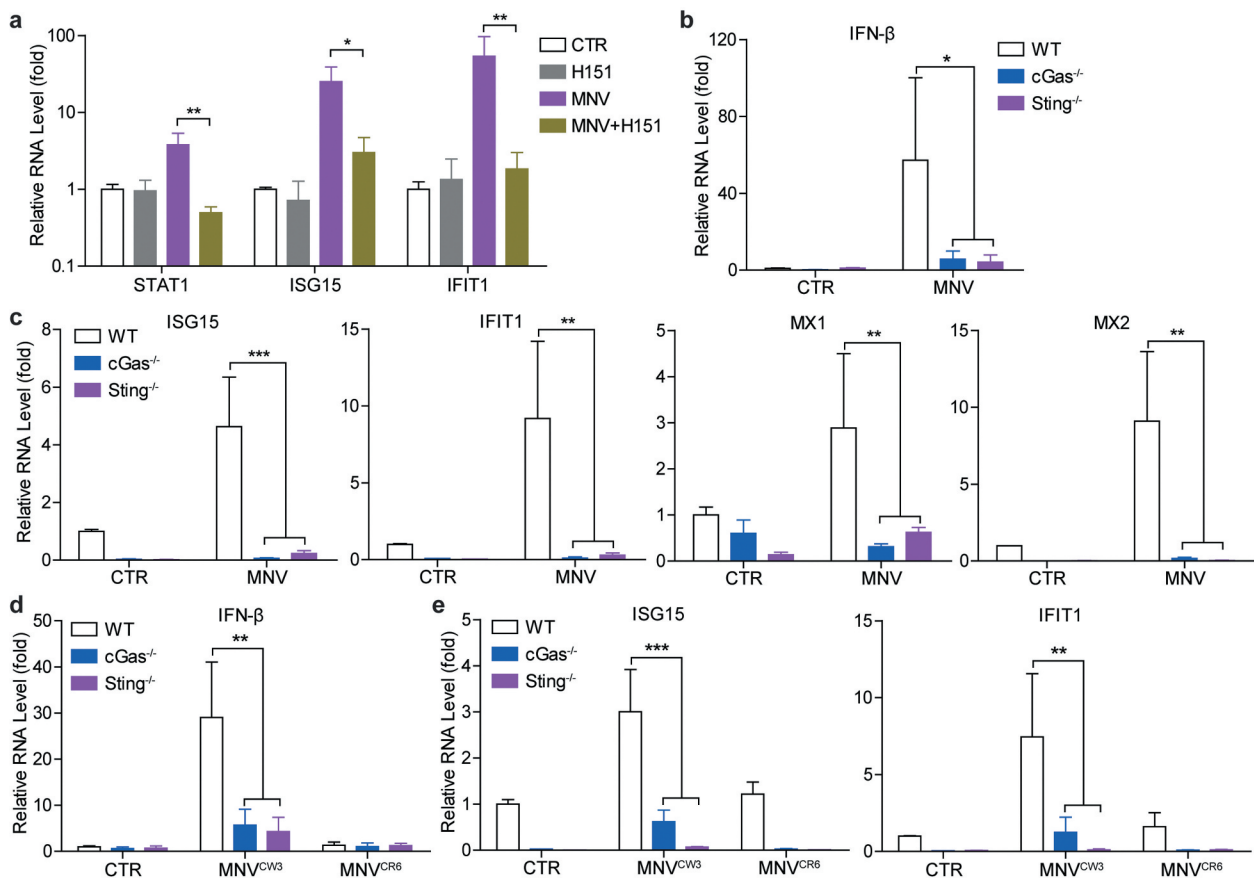 a
Relative RNA Level (fold)
100
10
1
0.1
**
*
**
CTR
H151
MNV
MNV+H151
STAT1
ISG15
IFIT1
b
IFN-β
Relative RNA Level (fold)
120
80
40
0
*
WT
cGas-/-
Sting-/-
CTR
MNV
c
ISG15
Relative RNA Level (fold)
8
6
4
2
0
WT
cGas-/-
Sting-/-
***
CTR
MNV
IFIT1
15
10
5
0
**
CTR
MNV
MX1
5
4
3
2
1
0
**
CTR
MNV
MX2
15
10
5
0
**
CTR
MNV
d
IFN-β
Relative RNA Level (fold)
50
40
30
20
10
0
WT
cGas-/-
Sting-/-
**
CTR
MNVCW3
MNVCR6
e
ISG15
Relative RNA Level (fold)
5
4
3
2
1
0
WT
cGas-/-
Sting-/-
***
CTR
MNVCW3
MNVCR6
IFIT1
15
10
5
0
**
CTR
MNVCW3
MNVCR6